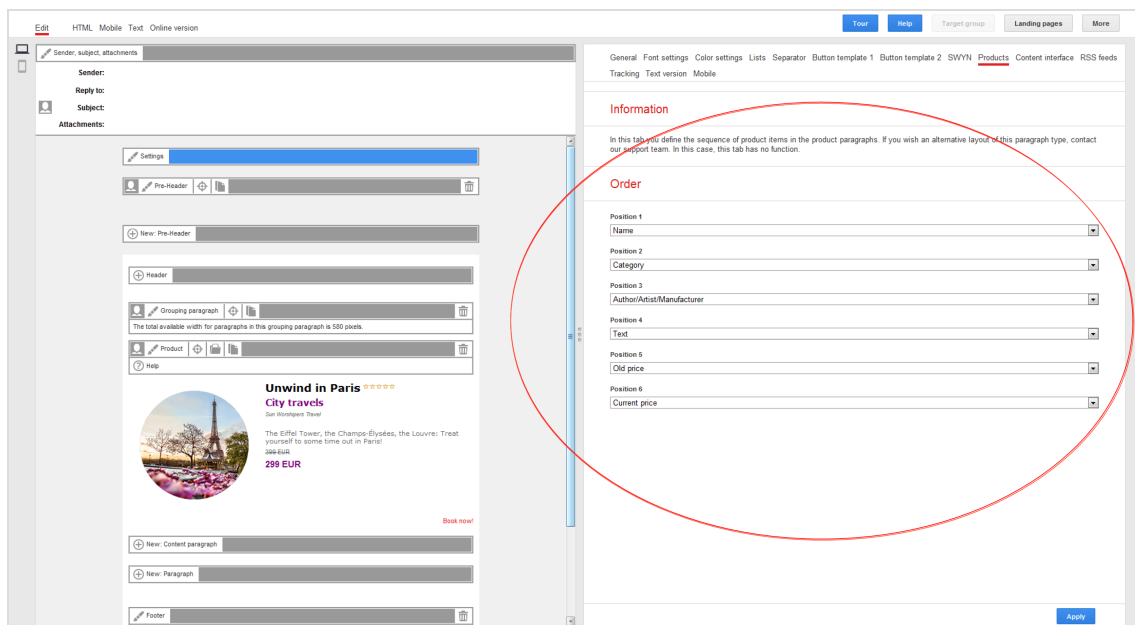 Edit HTML Mobile Text Online version
Tour Help Target group Landing pages More
Sender, subject, attachments
Sender:
Reply to:
Subject:
Attachments:
Settings
Pre-Header
New: Pre-Header
Header
Grouping paragraph
The total available width for paragraphs in this grouping paragraph is 580 pixels.
Product
Help
Unwind in Paris
City travels
Sun Worshipers Travel
The Eiffel Tower, the Champs-Élysées, the Louvre: Treat
yourself to some time out in Paris!
399 EUR
299 EUR
Book now!
New: Content paragraph
New: Paragraph
Footer
General Font settings Color settings Lists Separator Button template 1 Button template 2 SWYN Products Content interface RSS feeds
Tracking Text version Mobile
Information
In this tab you define the sequence of product items in the product paragraphs. If you wish an alternative layout of this paragraph type, contact
our support team. In this case, this tab has no function.
Order
Position 1
Name
Position 2
Category
Position 3
Author/Artist/Manufacturer
Position 4
Text
Position 5
Old price
Position 6
Current price
Apply